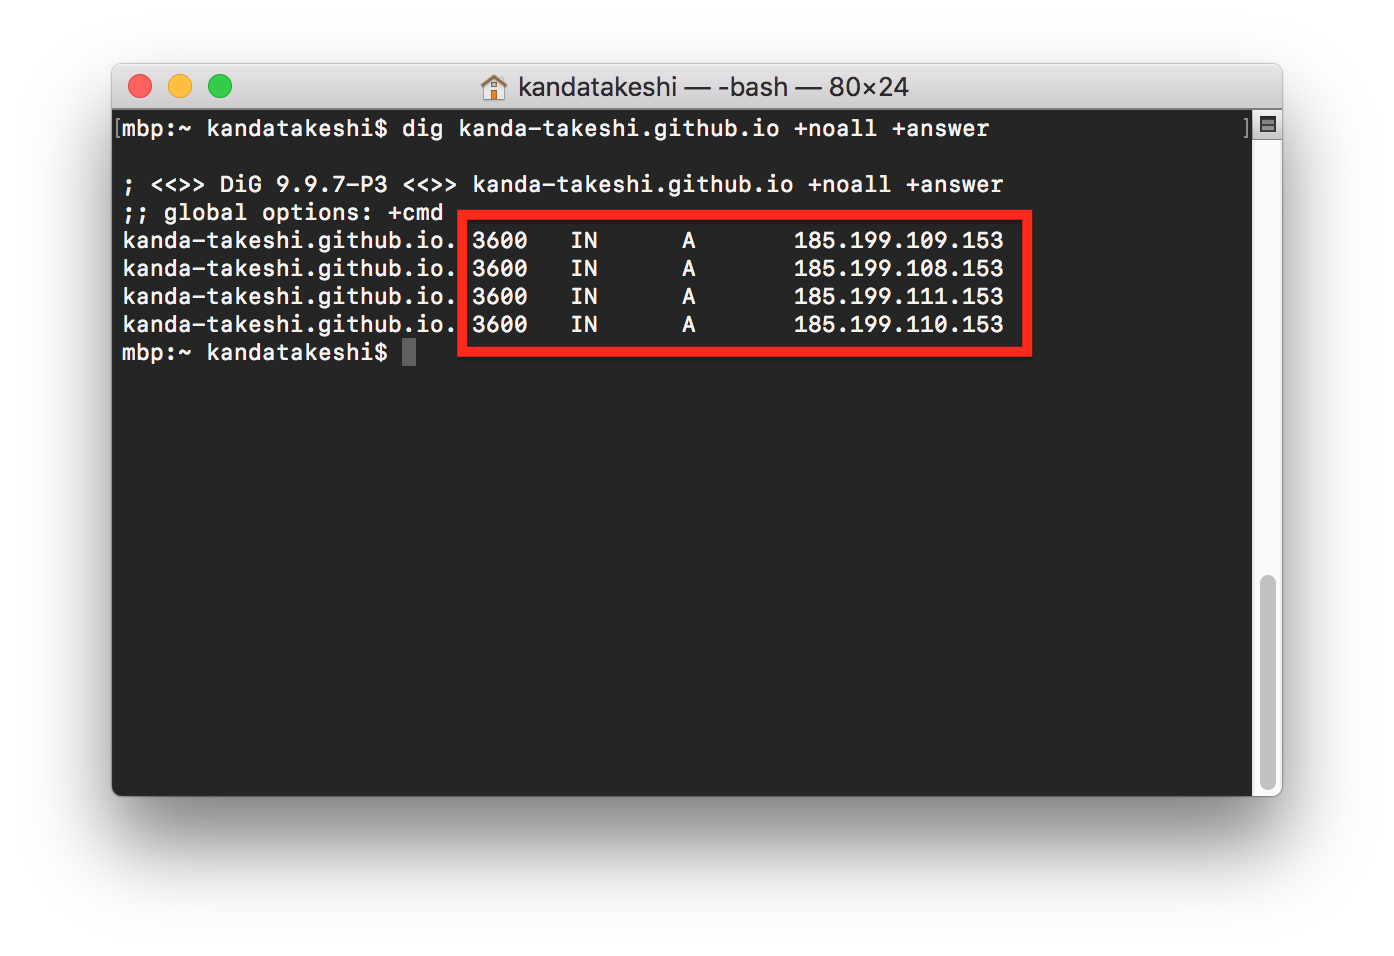 kandatakeshi — -bash — 80×24
[mbp:~ kandatakeshi$ dig kanda-takeshi.github.io +noall +answer ]
; <<>> DiG 9.9.7-P3 <<>> kanda-takeshi.github.io +noall +answer
;; global options: +cmd
kanda-takeshi.github.io. 3600 IN A 185.199.109.153
kanda-takeshi.github.io. 3600 IN A 185.199.108.153
kanda-takeshi.github.io. 3600 IN A 185.199.111.153
kanda-takeshi.github.io. 3600 IN A 185.199.110.153
mbp:~ kandatakeshi$